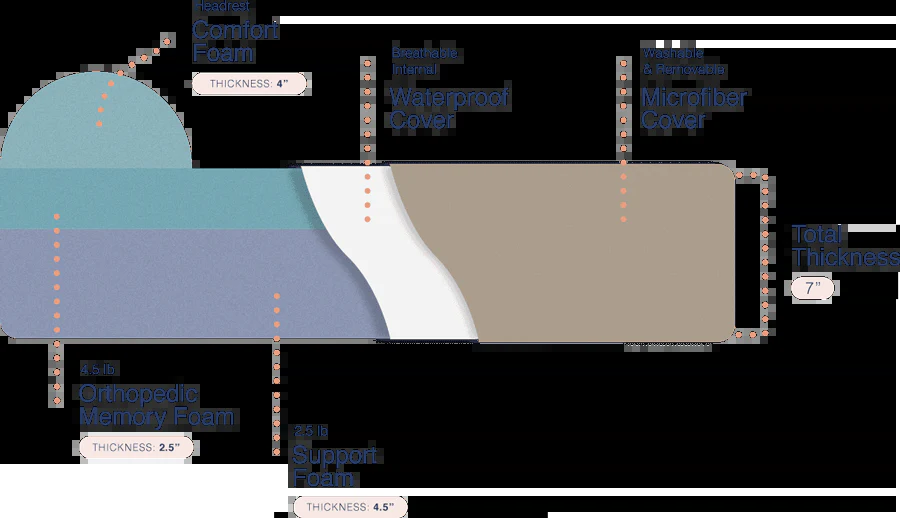 Headrest
Comfort
Foam
THICKNESS: 4”
Breathable
Internal
Waterproof
Cover
Washable
& Removable
Microfiber
Cover
Total
Thickness
7”
4.5 lb
Orthopedic
Memory Foam
THICKNESS: 2.5”
2.5 lb
Support
Foam
THICKNESS: 4.5”